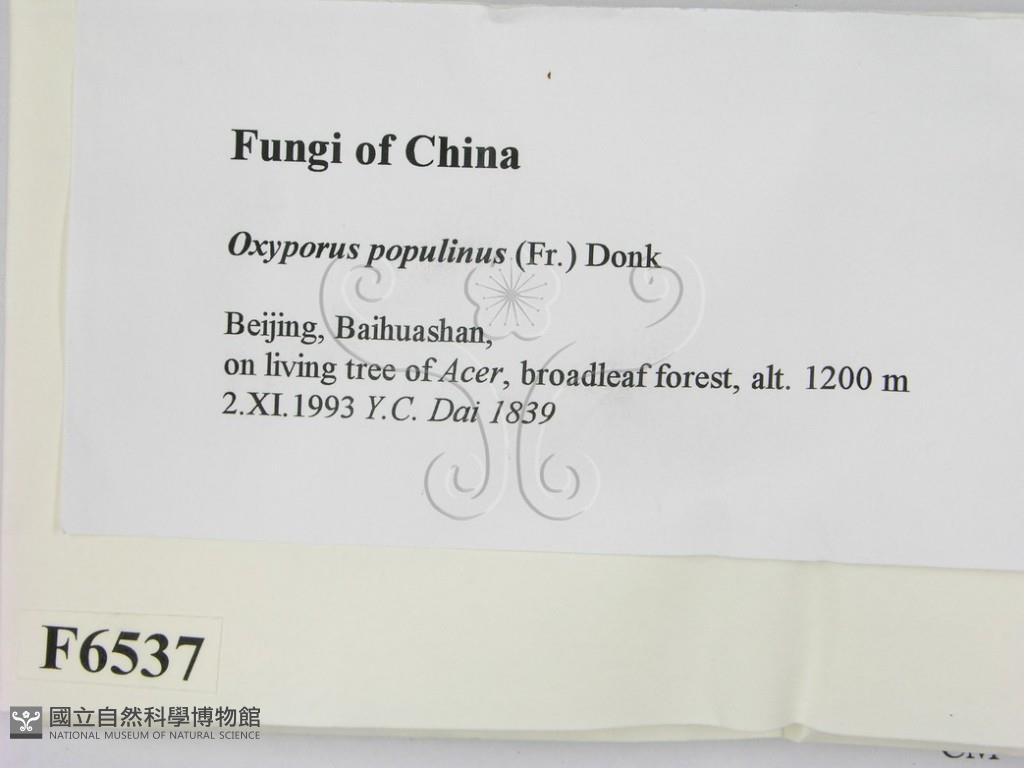 Fungi of China
Oxyporus populinus (Fr.) Donk
Beijing, Baihuashan,
on living tree of Acer, broadleaf forest, alt. 1200 m
2.XI.1993 Y.C. Dai 1839
F6537
國立自然科學博物館
NATIONAL MUSEUM OF NATURAL SCIENCE
CM